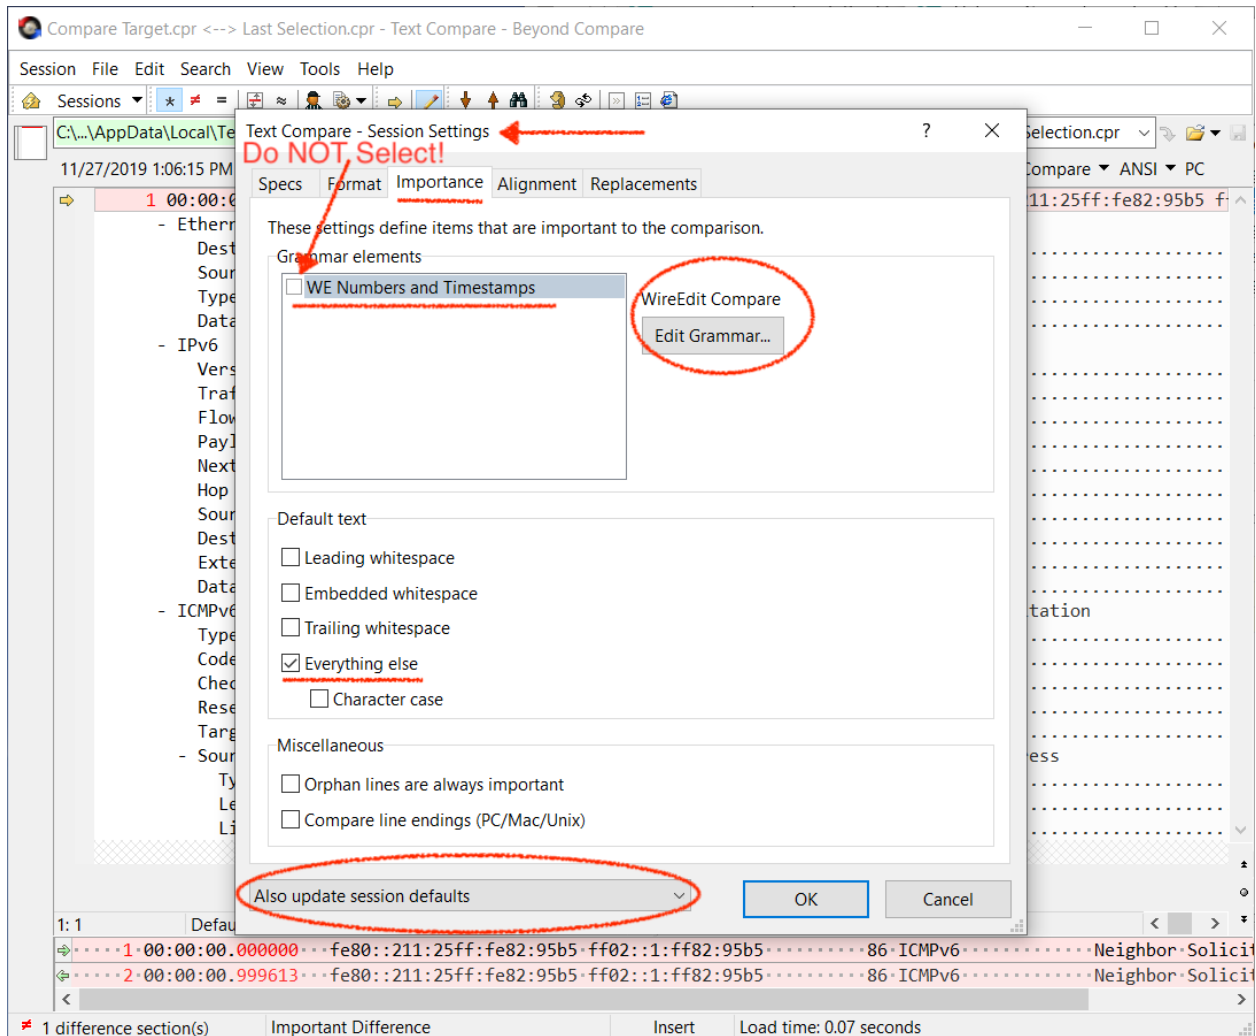 Compare Target.cpr <--> Last Selection.cpr - Text Compare - Beyond Compare
Session File Edit Search View Tools Help
Sessions
C:\...\AppData\Local\Te
Selection.cpr
11/27/2019 1:06:15 PM
Compare ANSI PC
Text Compare - Session Settings
Do NOT Select!
Specs Format Importance Alignment Replacements
These settings define items that are important to the comparison.
Grammar elements
WE Numbers and Timestamps
WireEdit Compare
Edit Grammar...
Default text
Leading whitespace
Embedded whitespace
Trailing whitespace
Everything else
Character case
Miscellaneous
Orphan lines are always important
Compare line endings (PC/Mac/Unix)
Also update session defaults
OK Cancel
1 00:00:0
11:25ff:fe82:95b5 f
- Ethern
Dest
Sour
Type
Data
- IPv6
Vers
Traf
Flow
Payl
Next
Hop
Sour
Dest
Exte
Data
- ICMPv6
tation
Type
Code
Chec
Rese
Targ
- Sour
ess
Ty
Le
Li
1: 1 Defau
1·00:00:00.000000···fe80::211:25ff:fe82:95b5·ff02::1:ff82:95b5··········86·ICMPv6·············Neighbor·Solicit
2·00:00:00.999613···fe80::211:25ff:fe82:95b5·ff02::1:ff82:95b5··········86·ICMPv6·············Neighbor·Solicit
1 difference section(s) Important Difference Insert Load time: 0.07 seconds